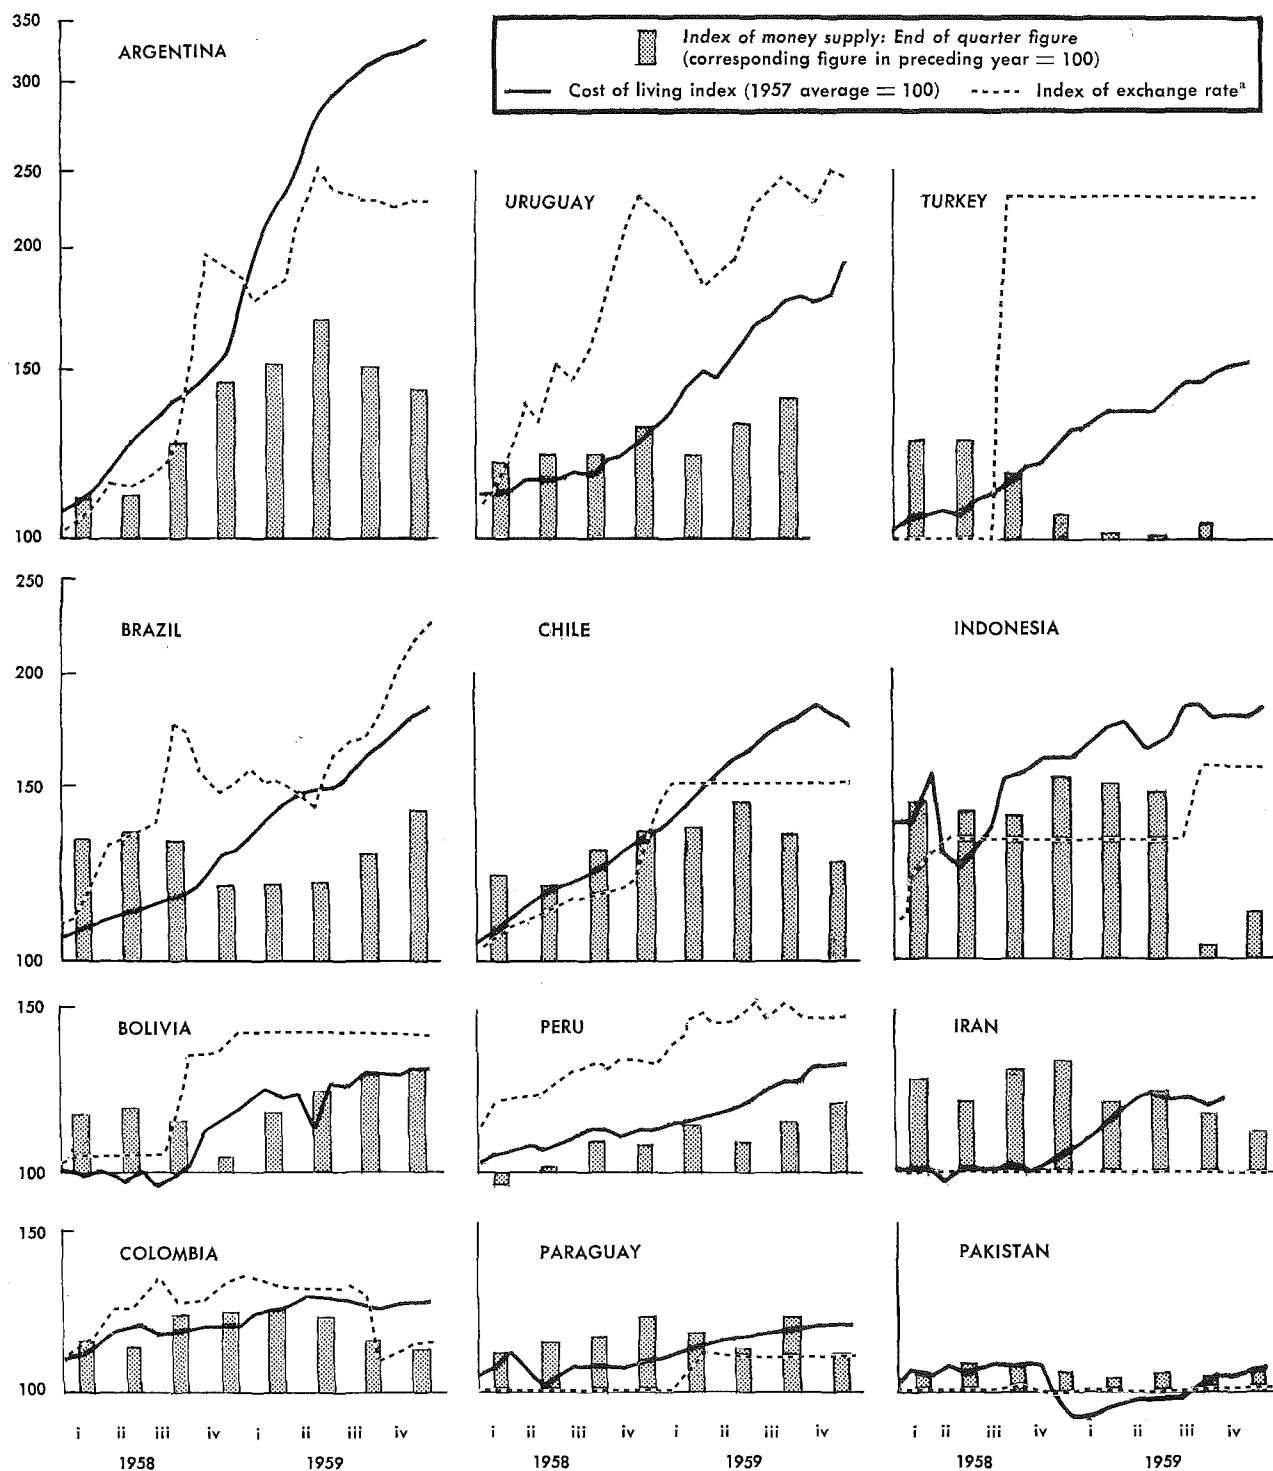 Index of money supply: End of quarter figure
(corresponding figure in preceding year = 100)
Cost of living index (1957 average = 100) Index of exchange rateᵃ
350
ARGENTINA
300
250
200
150
100
URUGUAY
TURKEY
250
BRAZIL
CHILE
INDONESIA
200
150
100
150
BOLIVIA
PERU
IRAN
100
150
COLOMBIA
PARAGUAY
PAKISTAN
100
i ii iii iv i ii iii iv
1958 1959
i ii iii iv i ii iii iv
1958 1959
i ii iii iv i ii iii iv
1958 1959